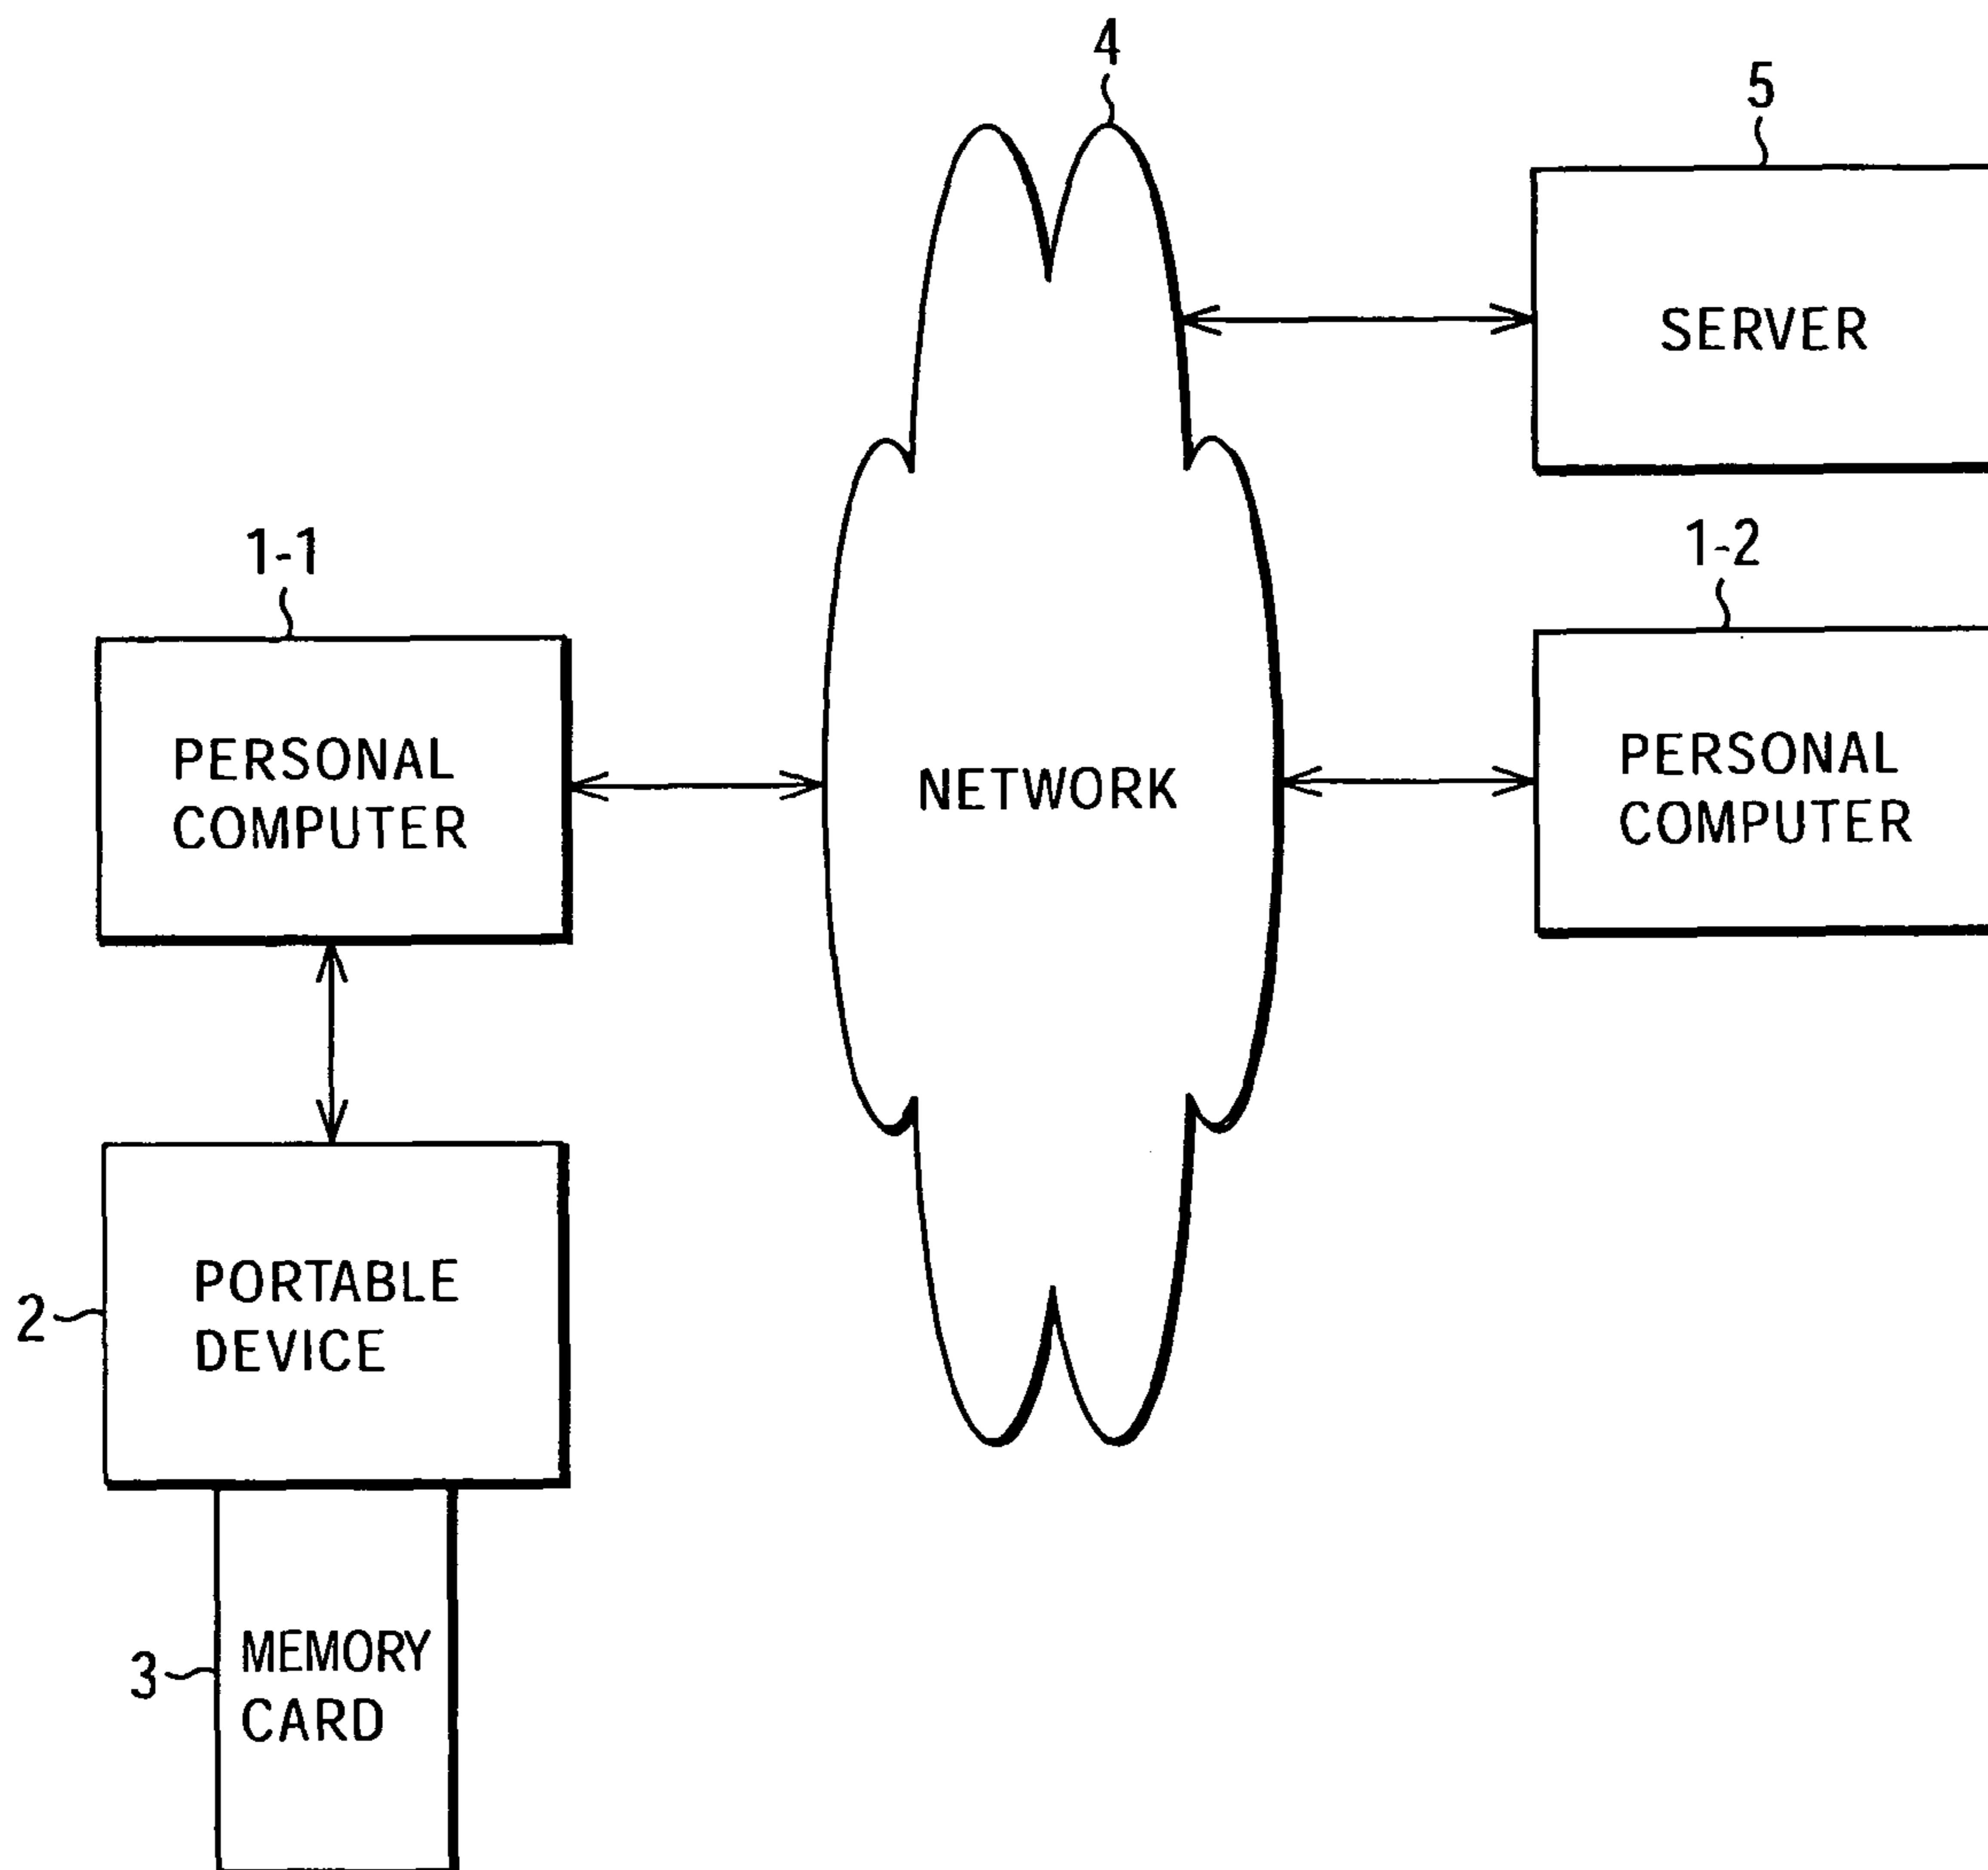 4
5
SERVER
1-1
1-2
PERSONAL
COMPUTER
NETWORK
PERSONAL
COMPUTER
2
PORTABLE
DEVICE
3
MEMORY
CARD